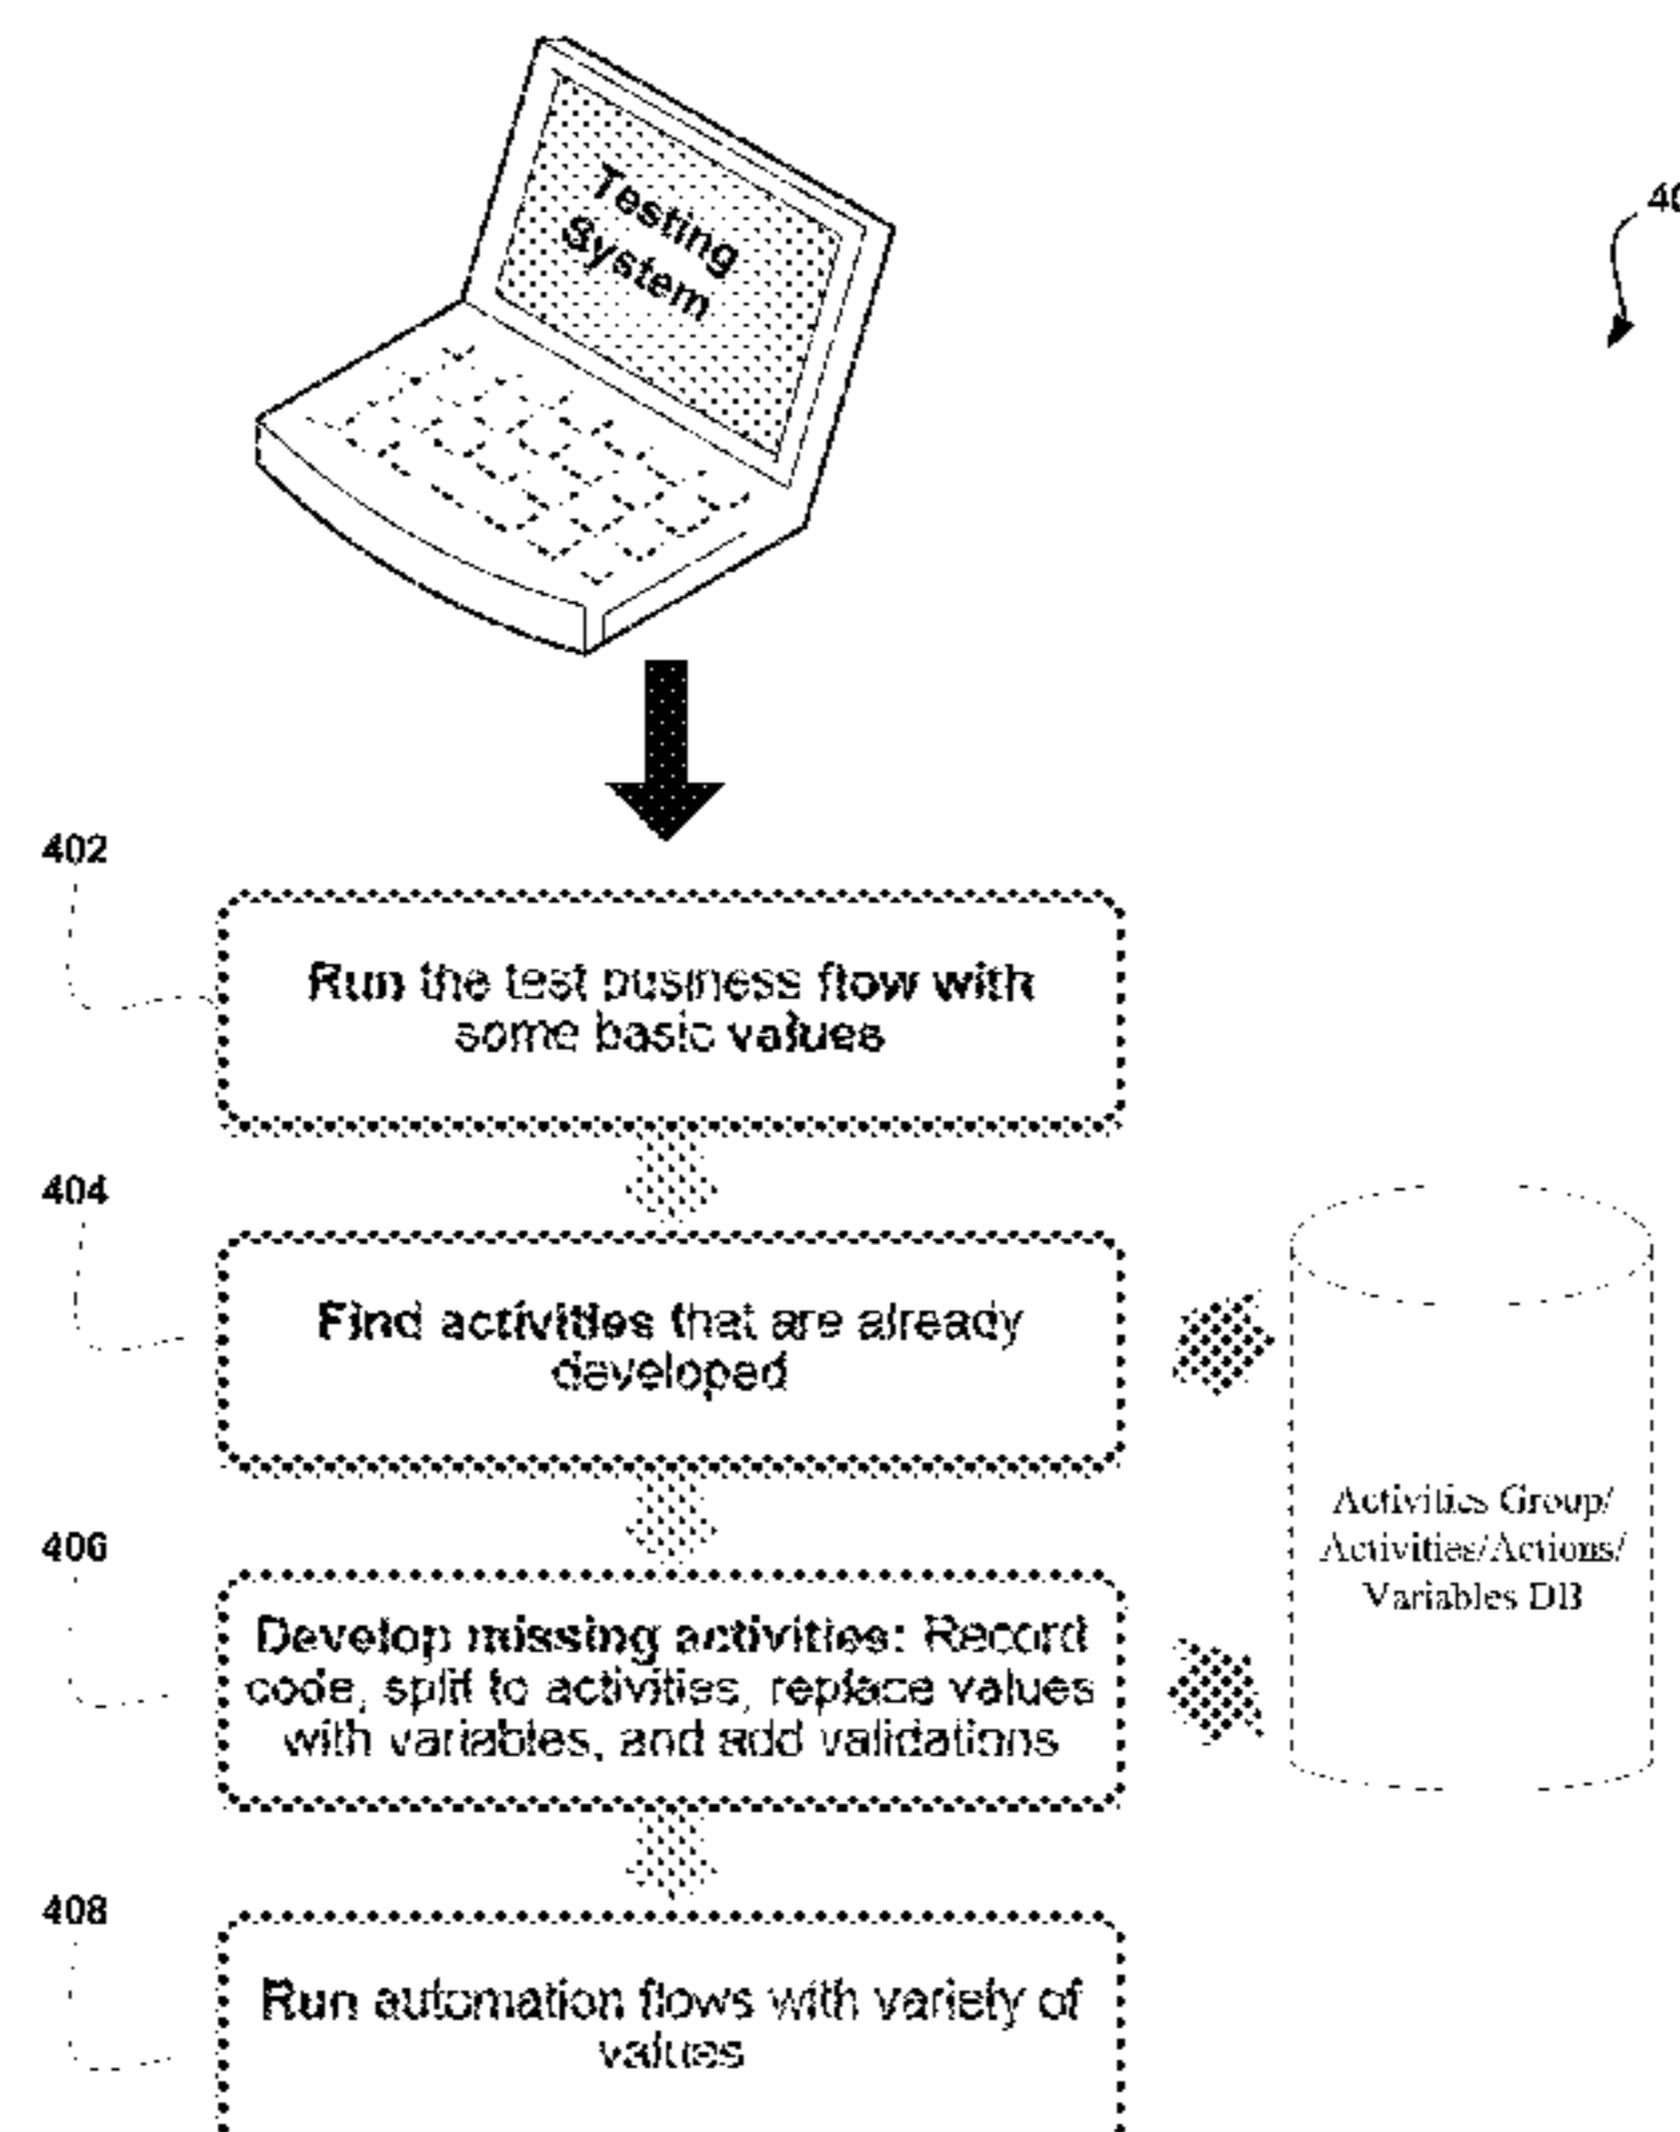 Testing
System
40
402
Run the test business flow with
some basic values
404
Find activities that are already
developed
Activities Group/
Activities/Actions/
Variables DB
406
Develop missing activities: Record
code, split to activities, replace values
with variables, and add validations
408
Run automation flows with variety of
values